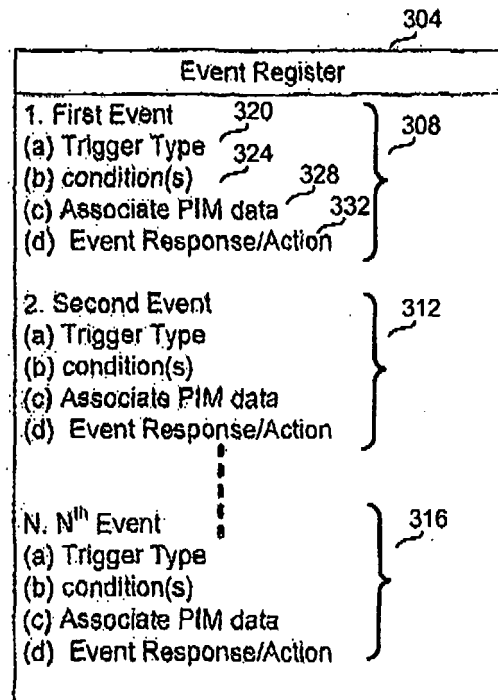 304
Event Register
1. First Event 320 308
(a) Trigger Type
(b) condition(s) 324
(c) Associate PIM data 328
(d) Event Response/Action 332
2. Second Event 312
(a) Trigger Type
(b) condition(s)
(c) Associate PIM data
(d) Event Response/Action
N. Nth Event 316
(a) Trigger Type
(b) condition(s)
(c) Associate PIM data
(d) Event Response/Action